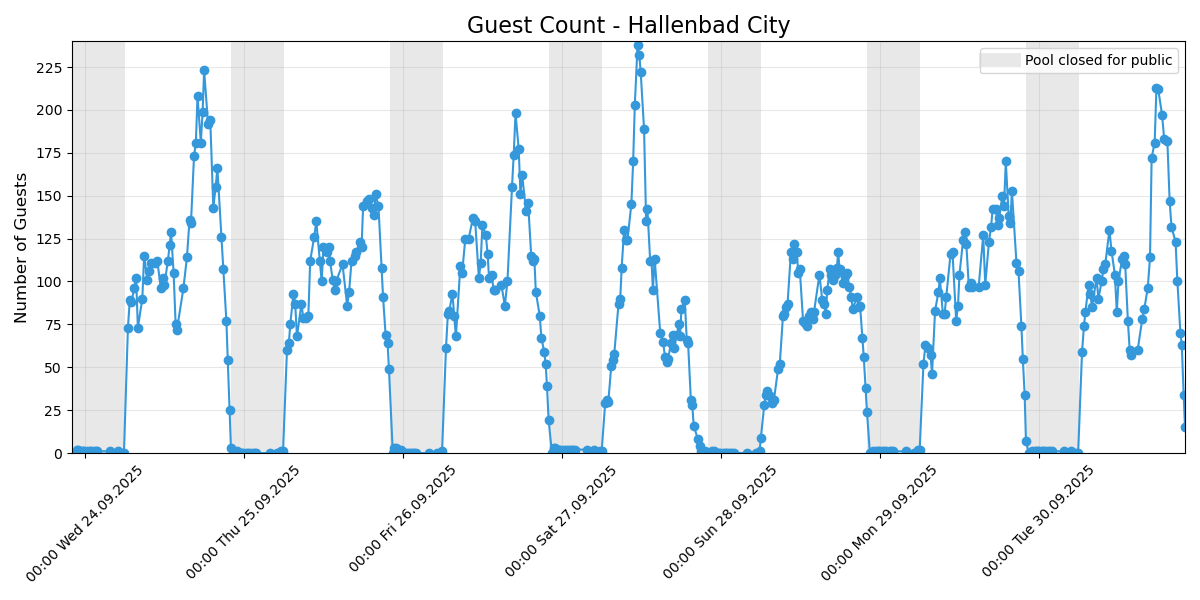 Guest Count - Hallenbad City
Pool closed for public
Number of Guests
225
200
175
150
125
100
75
50
25
0
00:00 Wed 24.09.2025
00:00 Thu 25.09.2025
00:00 Fri 26.09.2025
00:00 Sat 27.09.2025
00:00 Sun 28.09.2025
00:00 Mon 29.09.2025
00:00 Tue 30.09.2025